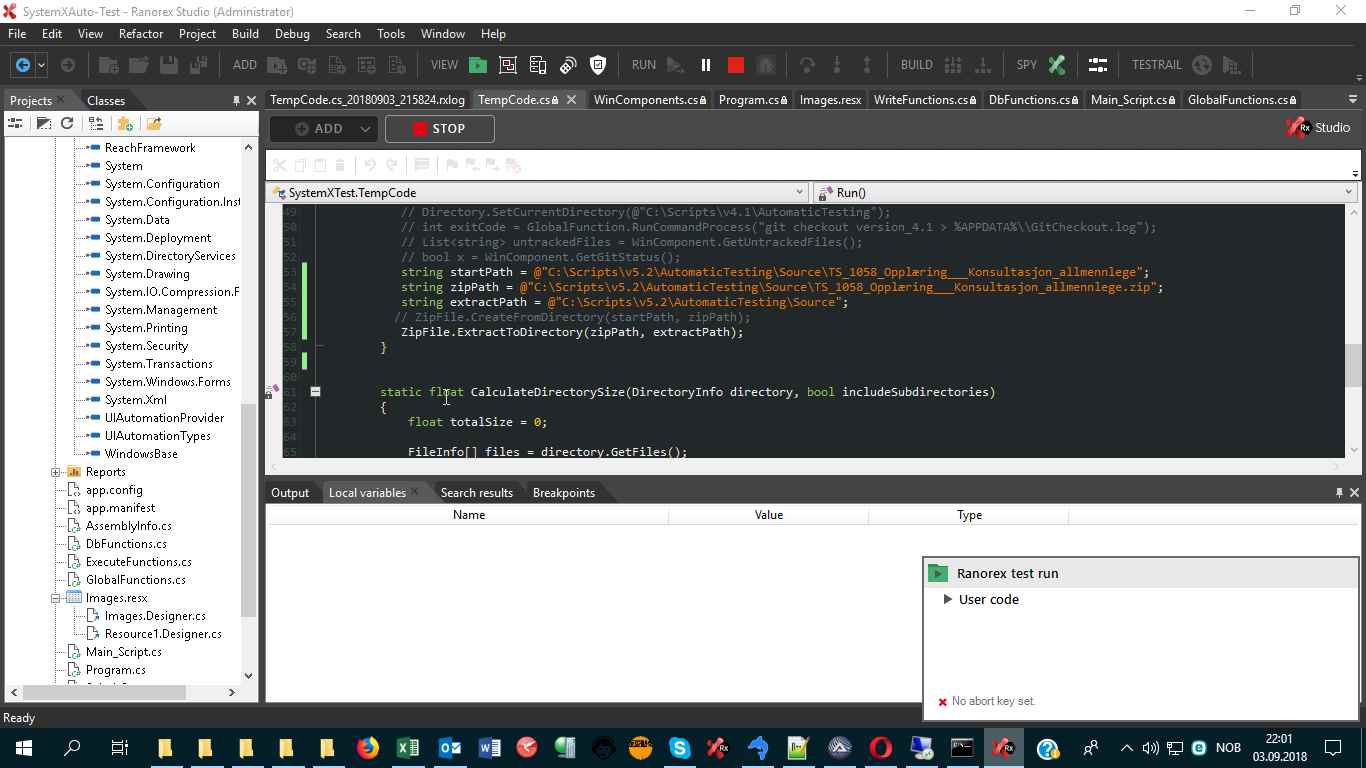 SystemXAuto-Test - Ranorex Studio (Administrator)
File Edit View Refactor Project Build Debug Search Tools Window Help
ADD VIEW RUN BUILD SPY TESTRAIL
Projects Classes
TempCode.cs_20180903_215824.rxlog TempCode.cs WinComponents.cs Program.cs Images.resx WriteFunctions.cs DbFunctions.cs Main_Script.cs GlobalFunctions.cs
ADD STOP Studio
SystemXTest.TempCode Run()
ReachFramework
System
System.Configuration
System.Configuration.Inst
System.Data
System.Deployment
System.DirectoryServices
System.Drawing
System.IO.Compression.F
System.Management
System.Printing
System.Security
System.Transactions
System.Windows.Forms
System.Xml
UIAutomationProvider
UIAutomationTypes
WindowsBase
Reports
app.config
app.manifest
AssemblyInfo.cs
DbFunctions.cs
ExecuteFunctions.cs
GlobalFunctions.cs
Images.resx
Images.Designer.cs
Resource1.Designer.cs
Main_Script.cs
Program.cs
49 // Directory.SetCurrentDirectory(@"C:\Scripts\v4.1\AutomaticTesting");
50 // int exitCode = GlobalFunction.RunCommandProcess("git checkout version_4.1 > %APPDATA%\\GitCheckout.log");
51 // List<string> untrackedFiles = WinComponent.GetUntrackedFiles();
52 // bool x = WinComponent.GetGitStatus();
53 string startPath = @"C:\Scripts\v5.2\AutomaticTesting\Source\TS_1058_Opplæring___Konsultasjon_allmennlege";
54 string zipPath = @"C:\Scripts\v5.2\AutomaticTesting\Source\TS_1058_Opplæring___Konsultasjon_allmennlege.zip";
55 string extractPath = @"C:\Scripts\v5.2\AutomaticTesting\Source";
56 // ZipFile.CreateFromDirectory(startPath, zipPath);
57 ZipFile.ExtractToDirectory(zipPath, extractPath);
58 }
59
60
61 static float CalculateDirectorySize(DirectoryInfo directory, bool includeSubdirectories)
62 {
63 float totalSize = 0;
64
65 FileInfo[] files = directory.GetFiles();
Output Local variables Search results Breakpoints
Name Value Type
Ranorex test run
User code
No abort key set.
Ready
NOB
22:01
03.09.2018